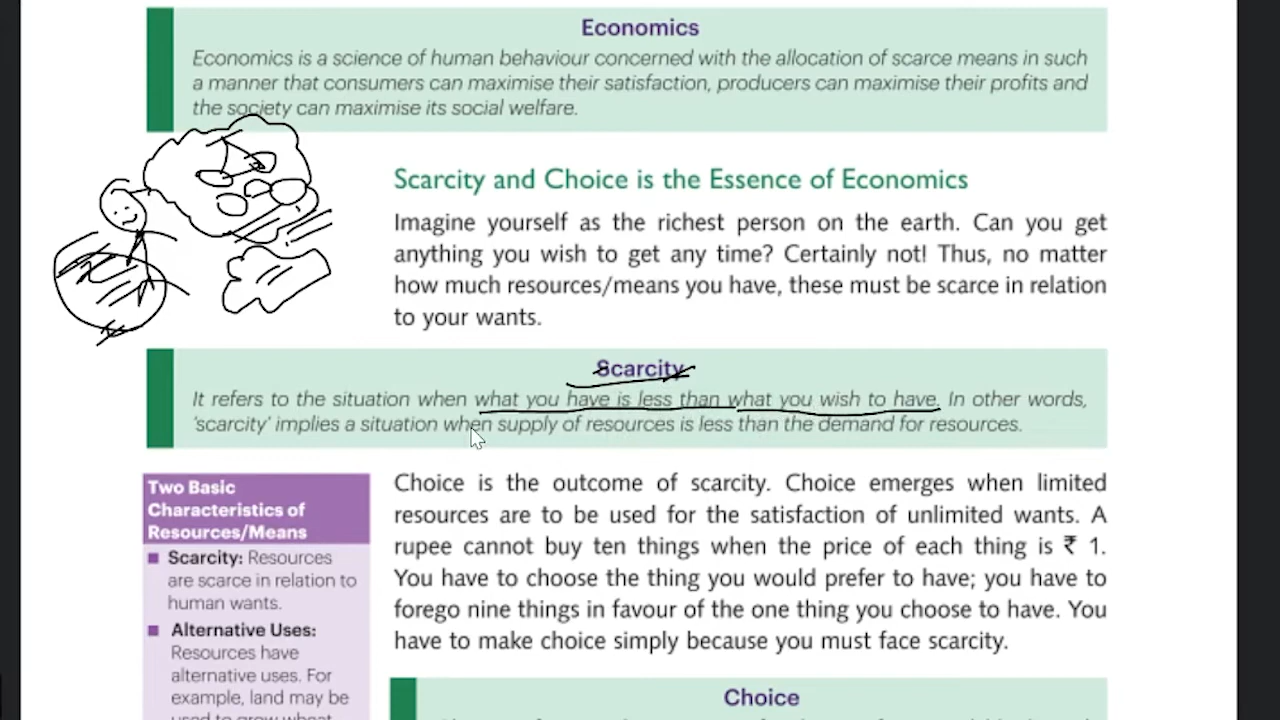 Economics
Economics is a science of human behaviour concerned with the allocation of scarce means in such
a manner that consumers can maximise their satisfaction, producers can maximise their profits and
the society can maximise its social welfare.
Scarcity and Choice is the Essence of Economics
Imagine yourself as the richest person on the earth. Can you get
anything you wish to get any time? Certainly not! Thus, no matter
how much resources/means you have, these must be scarce in relation
to your wants.
Scarcity
It refers to the situation when what you have is less than what you wish to have. In other words,
‘scarcity’ implies a situation when supply of resources is less than the demand for resources.
Two Basic
Characteristics of
Resources/Means
■ Scarcity: Resources
are scarce in relation to
human wants.
■ Alternative Uses:
Resources have
alternative uses. For
example, land may be
used to grow wheat
Choice is the outcome of scarcity. Choice emerges when limited
resources are to be used for the satisfaction of unlimited wants. A
rupee cannot buy ten things when the price of each thing is ₹ 1.
You have to choose the thing you would prefer to have; you have to
forego nine things in favour of the one thing you choose to have. You
have to make choice simply because you must face scarcity.
Choice